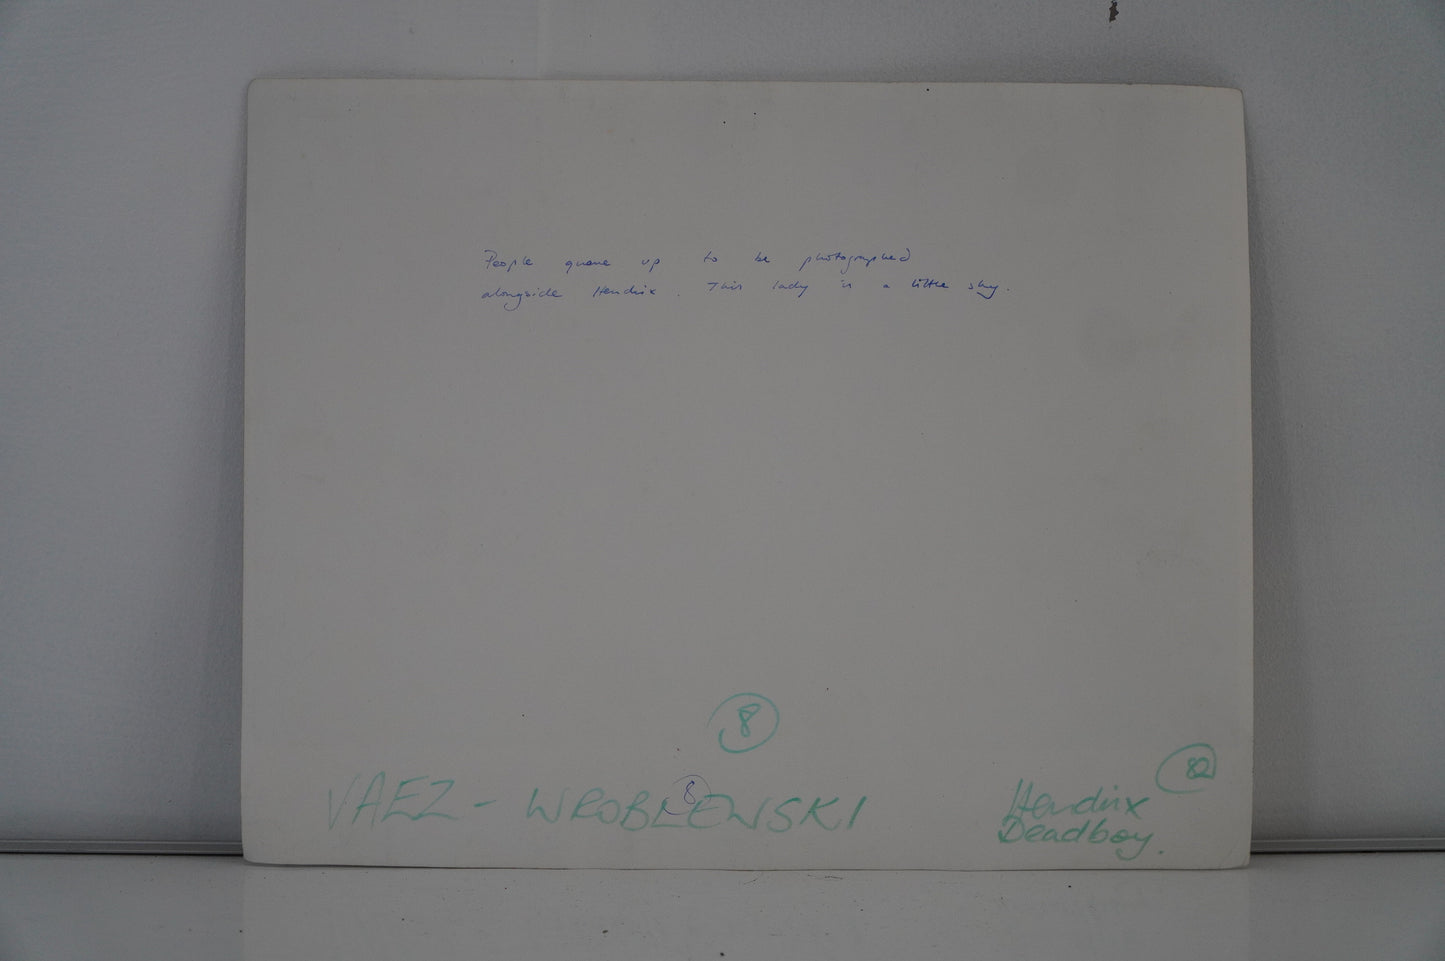 People queue up to be photographed
alongside Hendrix. This lady is a little shy.
8
82
VAEZ - WROBLEWSKI
8
Hendrix
Deadboy.